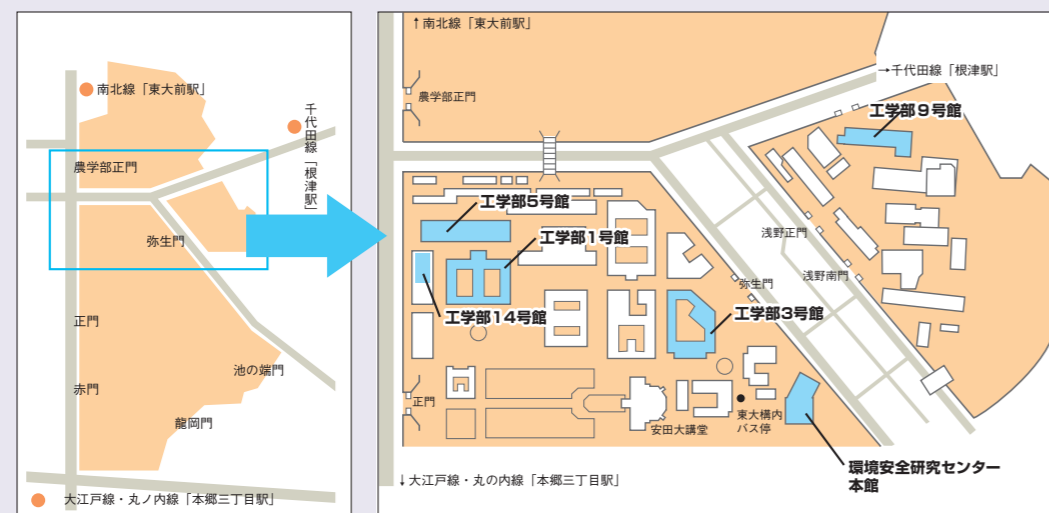 南北線「東大前駅」
千代田線「根津駅」
農学部正門
弥生門
正門
赤門
池の端門
龍岡門
大江戸線・丸ノ内線「本郷三丁目駅」
↑南北線「東大前駅」
→千代田線「根津駅」
農学部正門
工学部9号館
工学部5号館
工学部1号館
浅野正門
浅野南門
弥生門
工学部14号館
工学部3号館
正門
安田大講堂
東大構内
バス停
環境安全研究センター
本館
↓大江戸線・丸の内線「本郷三丁目駅」